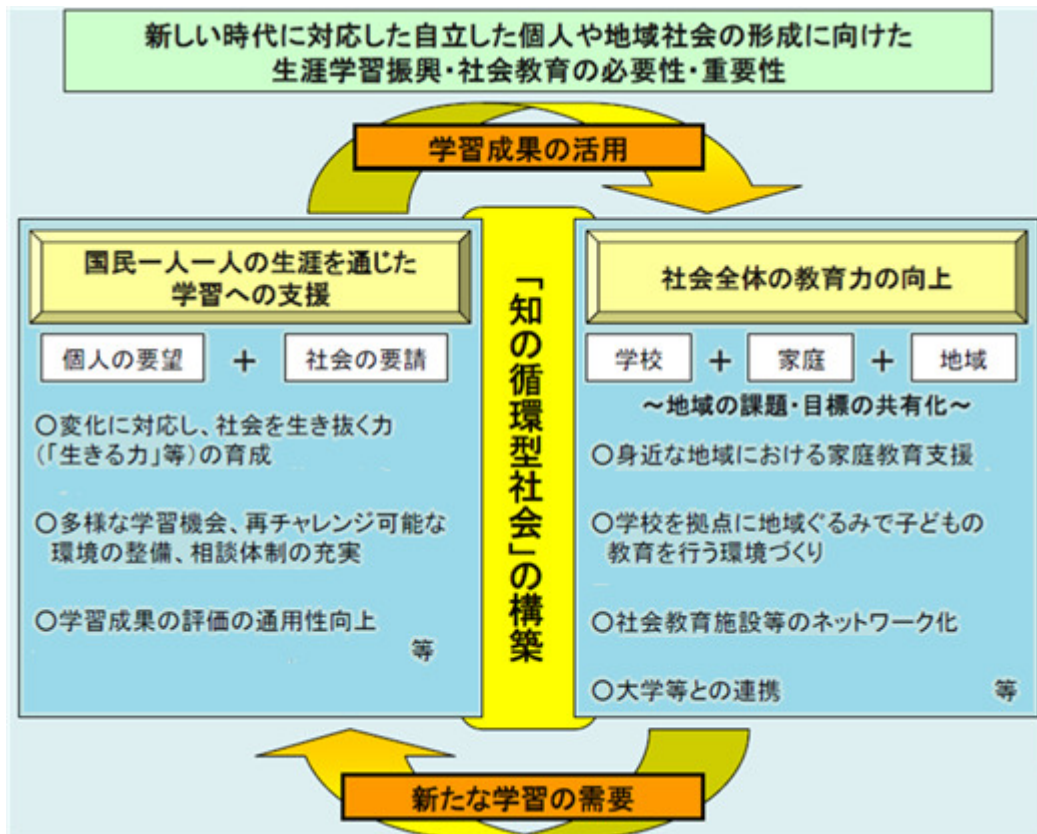 新しい時代に対応した自立した個人や地域社会の形成に向けた
生涯学習振興・社会教育の必要性・重要性
学習成果の活用
国民一人一人の生涯を通じた
学習への支援
個人の要望 + 社会の要請
○変化に対応し、社会を生き抜く力
(「生きる力」等)の育成
○多様な学習機会、再チャレンジ可能な
環境の整備、相談体制の充実
○学習成果の評価の通用性向上
等
「知の循環型社会」の構築
社会全体の教育力の向上
学校 + 家庭 + 地域
～地域の課題・目標の共有化～
○身近な地域における家庭教育支援
○学校を拠点に地域ぐるみで子どもの
教育を行う環境づくり
○社会教育施設等のネットワーク化
○大学等との連携 等
新たな学習の需要